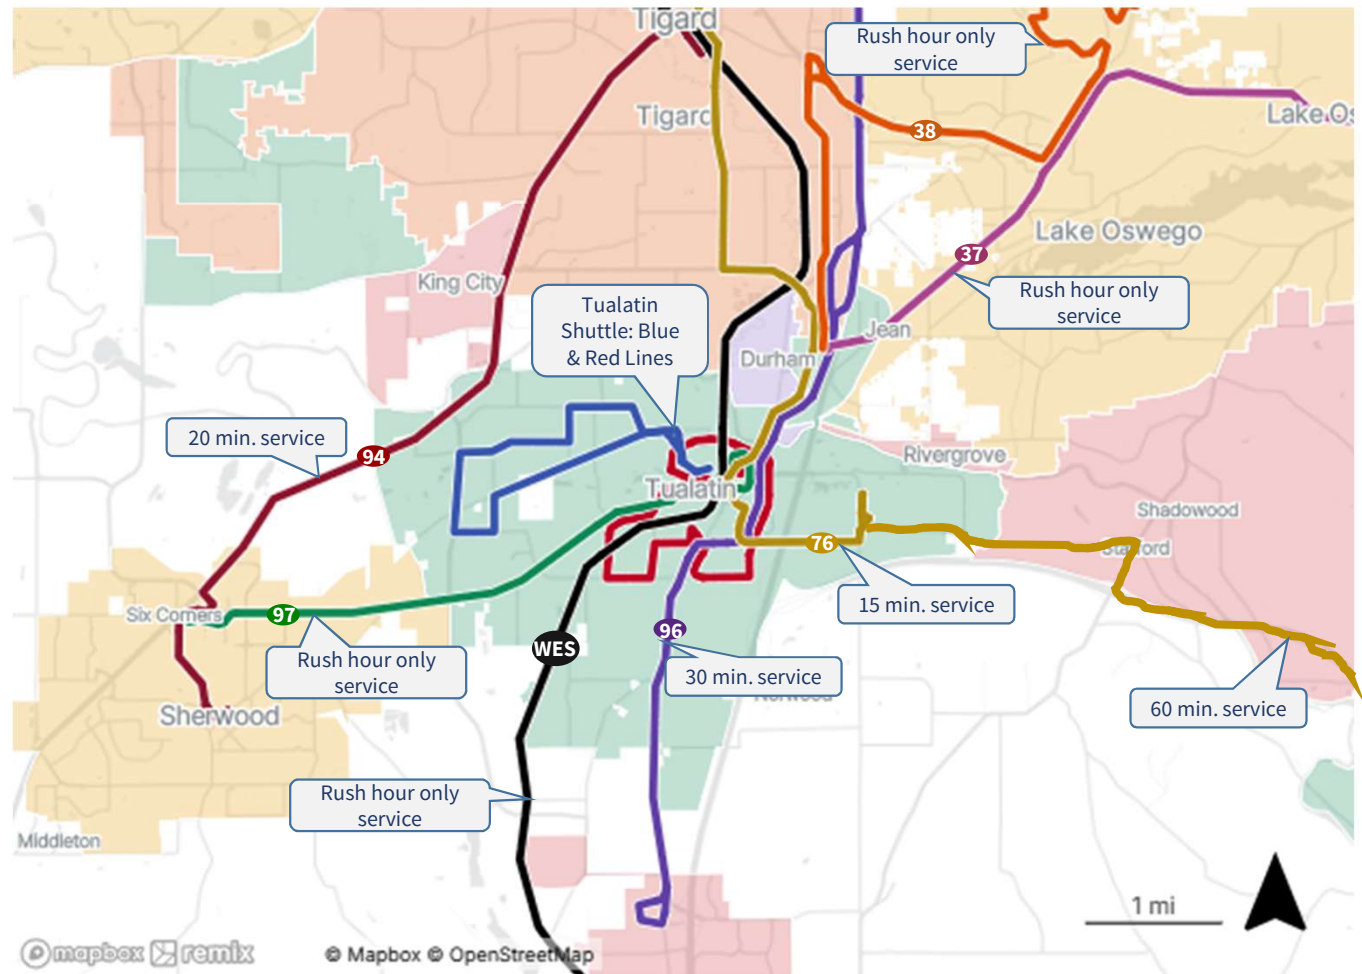 Tigard
Rush hour only
service
Tigard
Lake Os
38
Lake Oswego
37
King City
Rush hour only
service
Tualatin
Shuttle: Blue
& Red Lines
Jean
Durham
20 min. service
94
Rivergrove
Tualatin
Shadowood
76
15 min. service
Six Corners
97
96
WES
Rush hour only
service
30 min. service
60 min. service
Sherwood
Rush hour only
service
Middleton
1 mi
mapbox remix
© Mapbox © OpenStreetMap